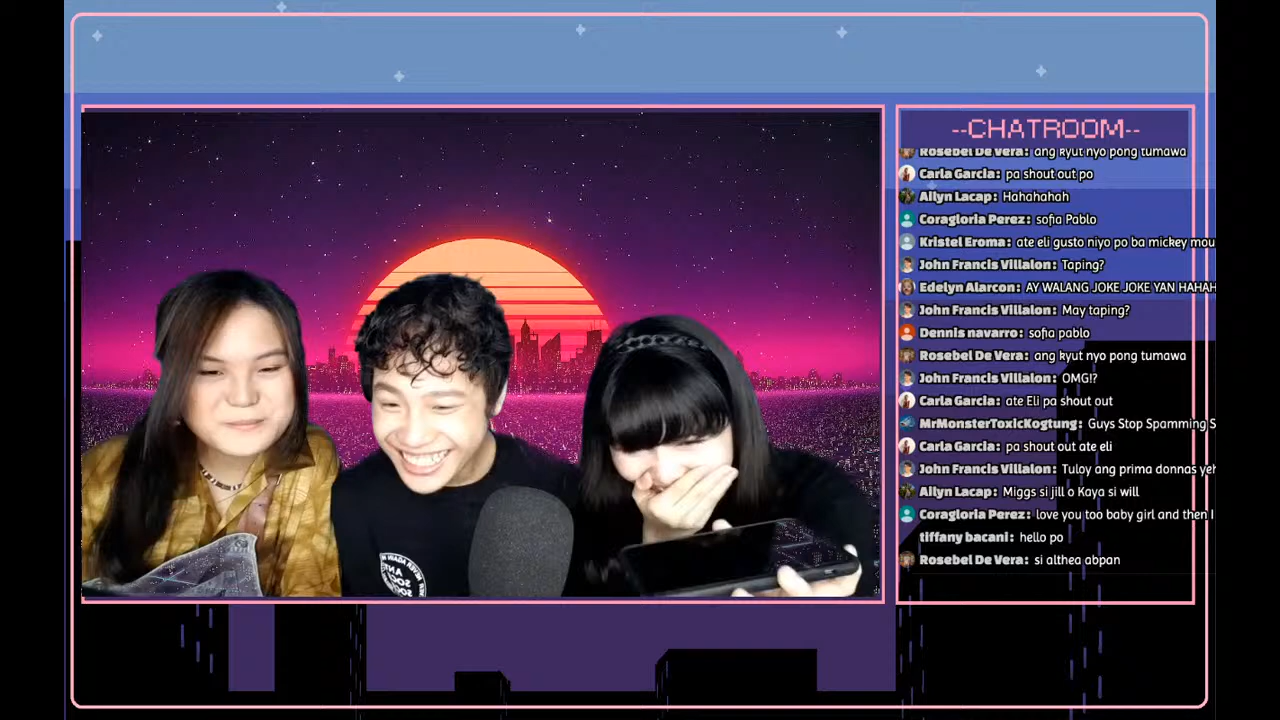 --CHATROOM--
Rosebel De Vera: ang kyut nyo pong tumawa
Carla Garcia: pa shout out po
Allyn Lacap: Hahahahah
Coragloria Perez: sofia Pablo
Kristel Eroma: ate eli gusto niyo po ba mickey mou
John Francis Villalon: Taping?
Edelyn Alarcon: AY WALANG JOKE JOKE YAN HAHAH
John Francis Villalon: May taping?
Dennis navarro: sofia pablo
Rosebel De Vera: ang kyut nyo pong tumawa
John Francis Villalon: OMG!?
Carla Garcia: ate Eli pa shout out
MrMonsterToxicKogtung: Guys Stop Spamming S
Carla Garcia: pa shout out ate eli
John Francis Villalon: Tuloy ang prima donnas yeh
Allyn Lacap: Miggs si jill o Kaya si will
Coragloria Perez: love you too baby girl and then I
tiffany bacani: hello po
Rosebel De Vera: si althea abpan
ANTI
SOCIAL